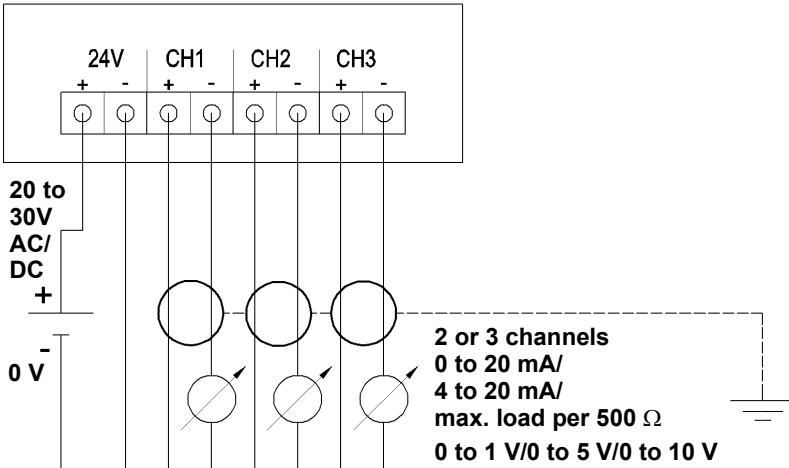 24V CH1 CH2 CH3
+ - + - + - + -
20 to
30V
AC/
DC
+
-
0 V
2 or 3 channels
0 to 20 mA/
4 to 20 mA/
max. load per 500 Ω
0 to 1 V/0 to 5 V/0 to 10 V